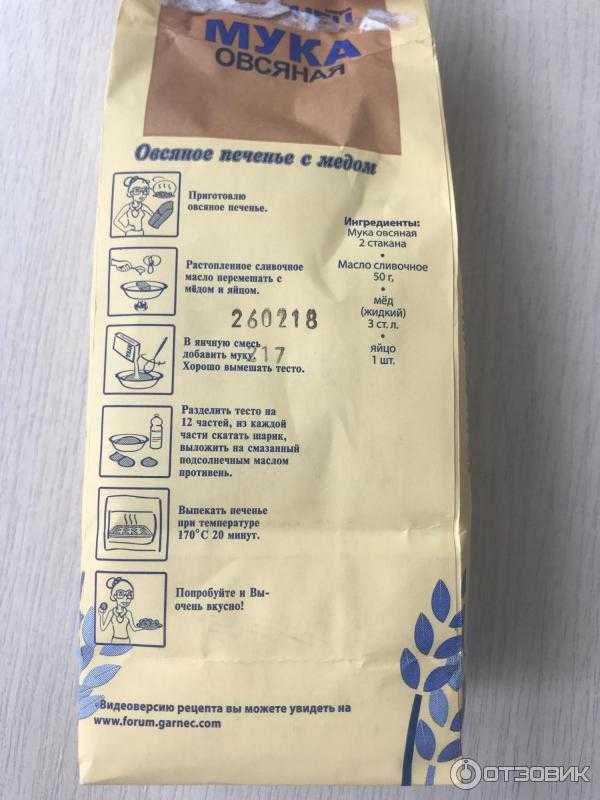 МУКА
ОВСЯНАЯ
Овсяное печенье с медом
Приготовлю
овсяное печенье.
Растопленное сливочное
масло перемешать с
мёдом и яйцом.
260218
В яичную смесь
добавить муку.
217
Хорошо вымешать тесто.
Разделить тесто на
12 частей, из каждой
части скатать шарик,
выложить на смазанный
подсолнечным маслом
противень.
Выпекать печенье
при температуре
170°С 20 минут.
Попробуйте и Вы-
очень вкусно!
Ингредиенты:
Мука овсяная
2 стакана
•
Масло сливочное
50 г,
•
мёд
(жидкий)
3 ст. л.
•
яйцо
1 шт.
Видеоверсию рецепта вы можете увидеть на
www.forum.garnec.com
ОТЗОВИК